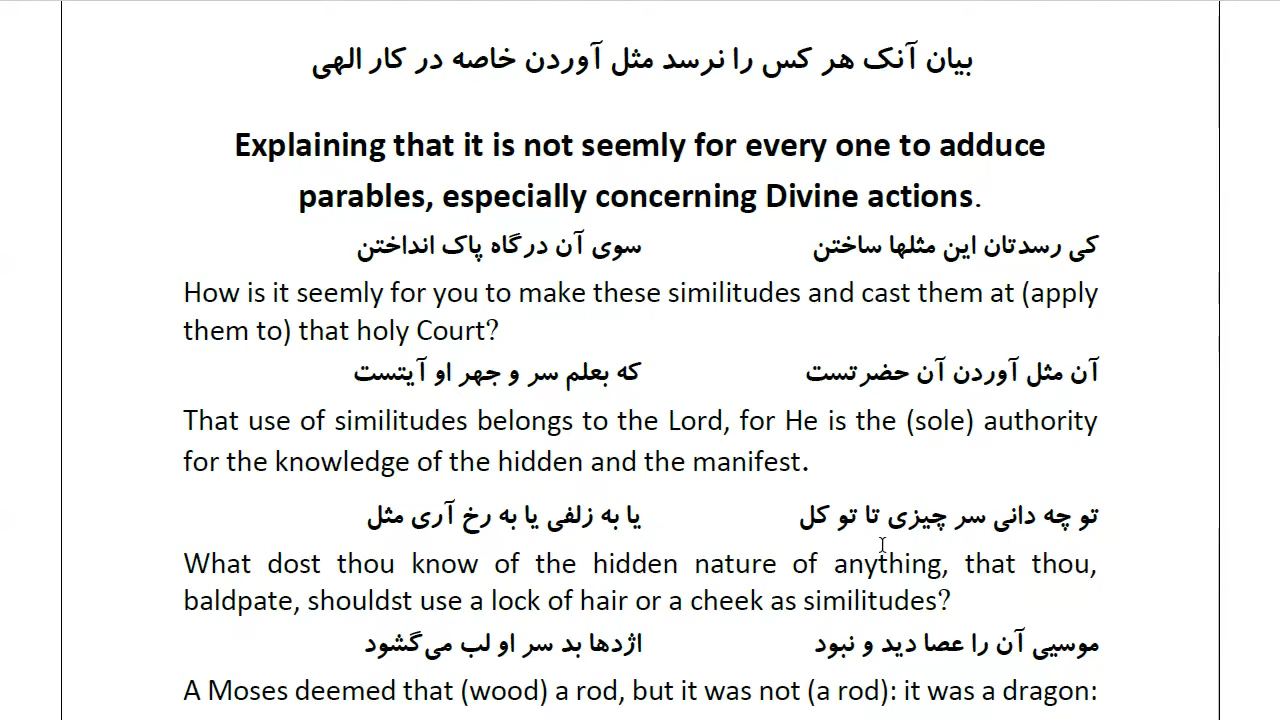 بیان آنک هر کس را نرسد مثل آوردن خاصه در کار الهی
Explaining that it is not seemly for every one to adduce
parables, especially concerning Divine actions.
کی رسدتان این مثلها ساختن سوی آن درگاه پاک انداختن
How is it seemly for you to make these similitudes and cast them at (apply
them to) that holy Court?
آن مثل آوردن آن حضرتست که بعلم سر و جهر او آیتست
That use of similitudes belongs to the Lord, for He is the (sole) authority
for the knowledge of the hidden and the manifest.
تو چه دانی سر چیزی تا تو کل یا به زلفی یا به رخ آری مثل
What dost thou know of the hidden nature of anything, that thou,
baldpate, shouldst use a lock of hair or a cheek as similitudes?
موسیی آن را عصا دید و نبود اژدها بد سر او لب می‌گشود
A Moses deemed that (wood) a rod, but it was not (a rod): it was a dragon: